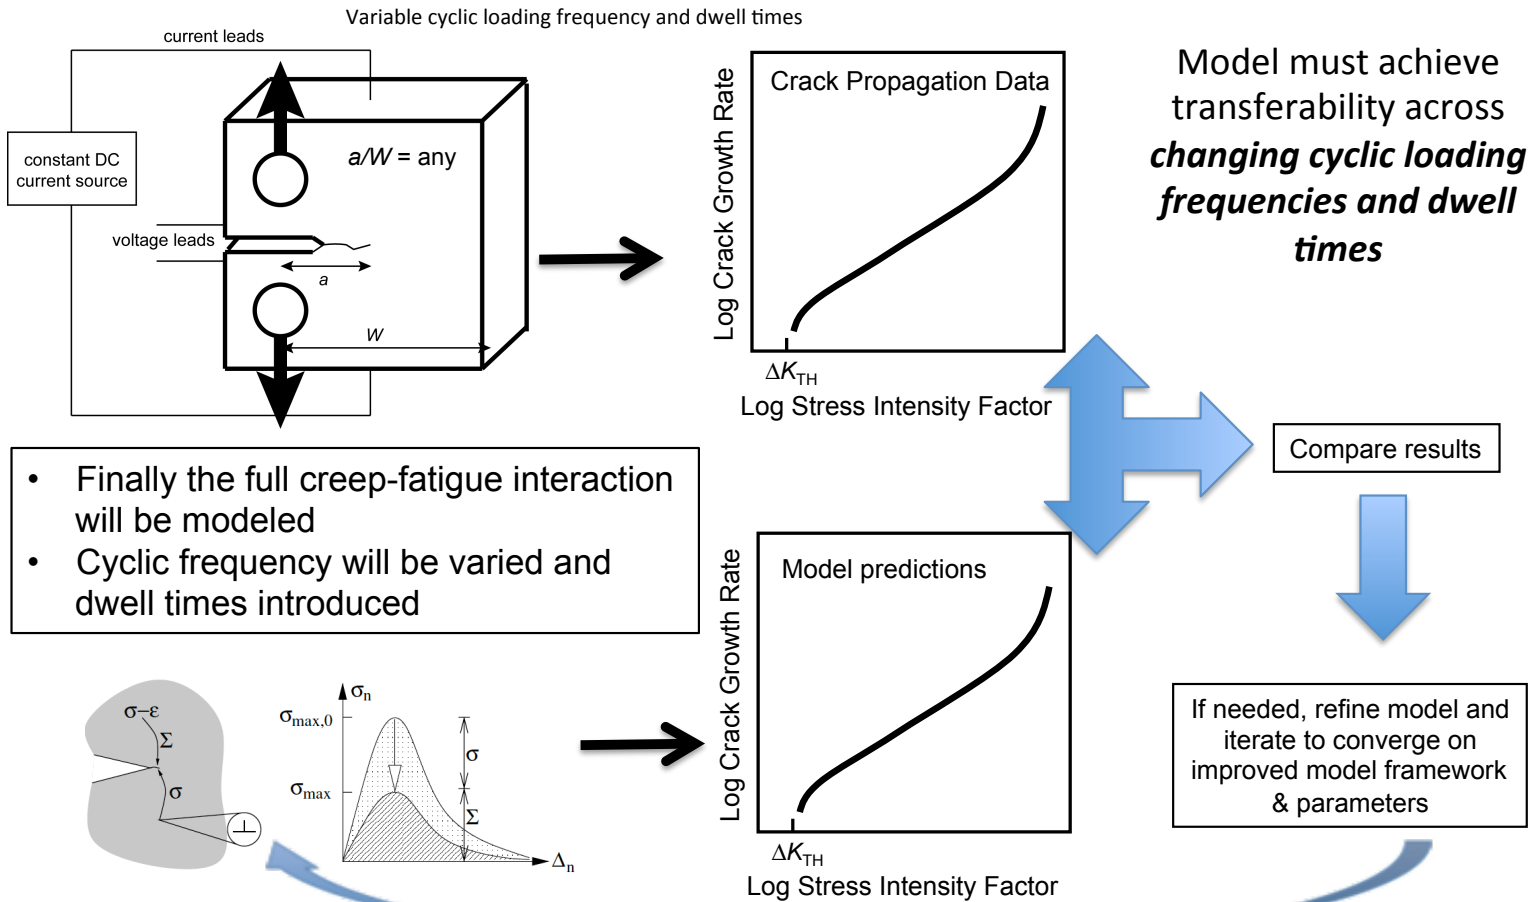 Variable cyclic loading frequency and dwell times
current leads
constant DC
current source
a/W = any
voltage leads
a
W
Crack Propagation Data
Log Crack Growth Rate
ΔK_TH
Log Stress Intensity Factor
Model must achieve
transferability across
changing cyclic loading
frequencies and dwell
times
Compare results
• Finally the full creep-fatigue interaction
will be modeled
• Cyclic frequency will be varied and
dwell times introduced
Model predictions
Log Crack Growth Rate
ΔK_TH
Log Stress Intensity Factor
If needed, refine model and
iterate to converge on
improved model framework
& parameters
σ−ε
Σ
σ
⊥
σn
σmax,0
σmax
σ
Σ
Δn